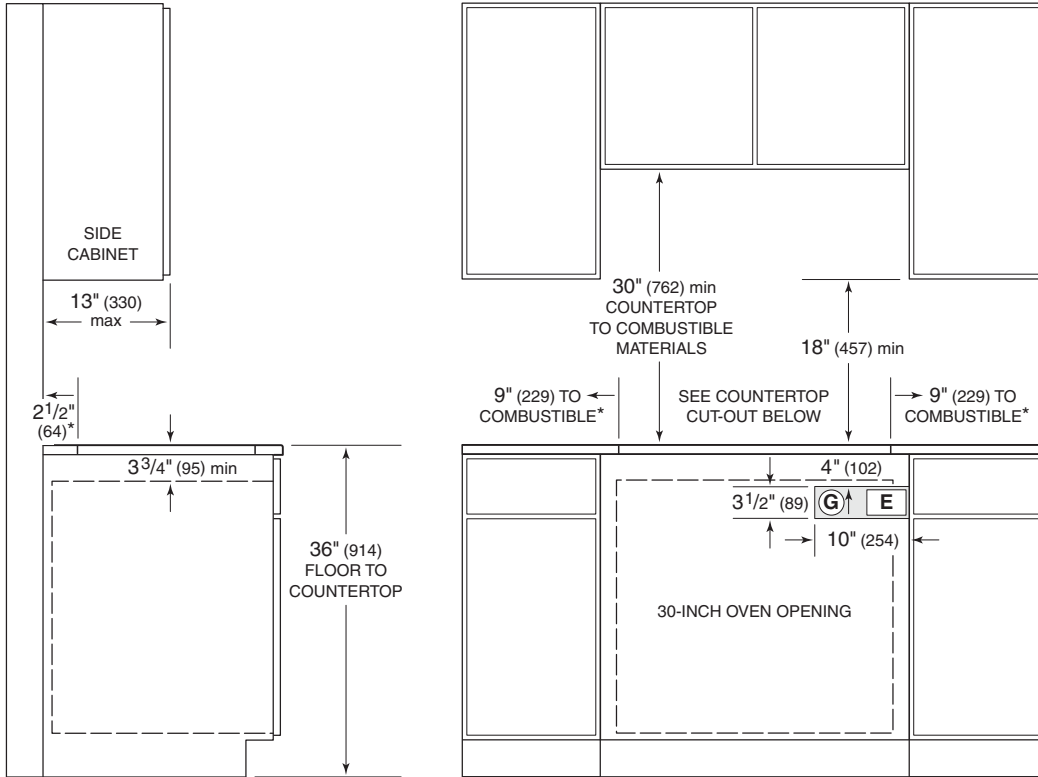 SIDE
CABINET
13" (330)
max
2 1/2"
(64)*
3 3/4" (95) min
36" (914)
FLOOR TO
COUNTERTOP
30" (762) min
COUNTERTOP
TO COMBUSTIBLE
MATERIALS
18" (457) min
9" (229) TO
COMBUSTIBLE*
SEE COUNTERTOP
CUT-OUT BELOW
9" (229) TO
COMBUSTIBLE*
4" (102)
3 1/2" (89)
G
E
10" (254)
30-INCH OVEN OPENING